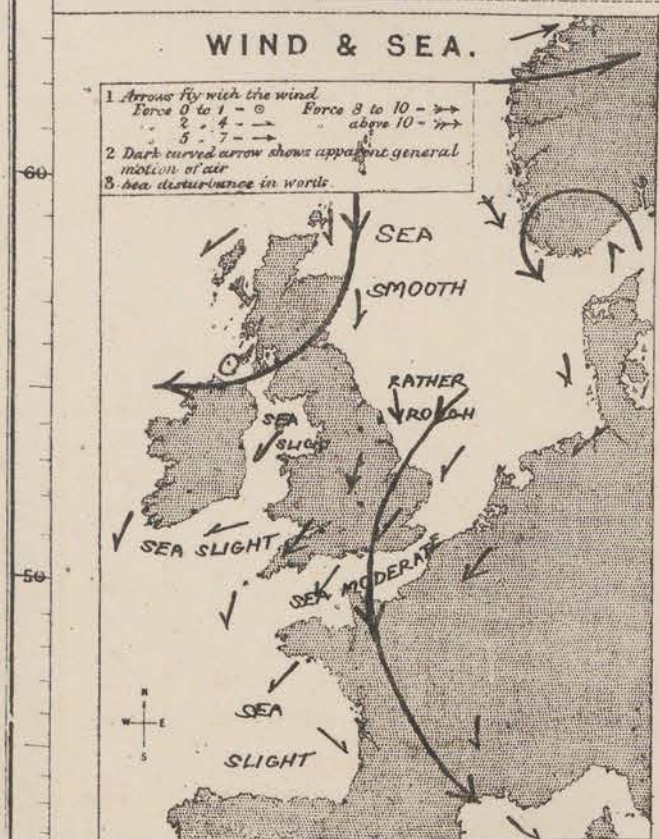 WIND & SEA.
1 Arrows fly with the wind
Force 0 to 1 - ⊙ Force 8 to 10 - →
" 2 " 4 - → " above 10 - →
" 5 " 7 - →
2 Dark curved arrow shows apparent general
motion of air
3 Sea disturbance in words.
60
SEA
SMOOTH
RATHER
ROUGH
SEA
SLIGHT
SEA SLIGHT
50
SEA MODERATE
N
W E
S
SEA
SLIGHT